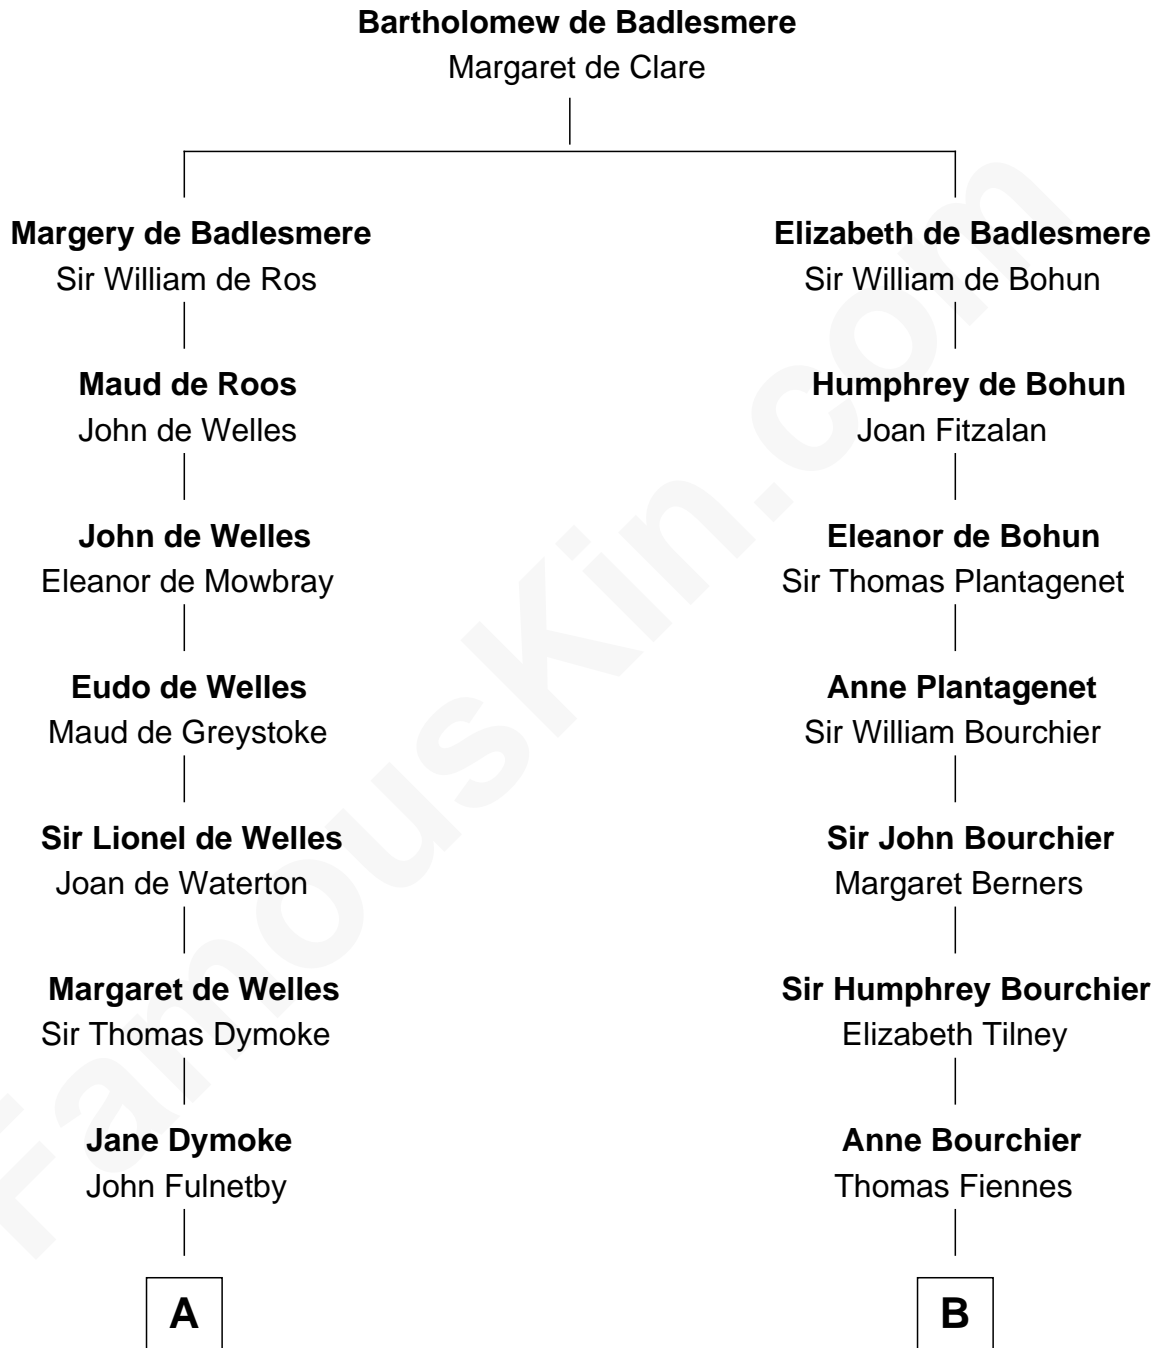 Bartholomew de Badlesmere
Margaret de Clare
Margery de Badlesmere
Sir William de Ros
Elizabeth de Badlesmere
Sir William de Bohun
Maud de Roos
John de Welles
Humphrey de Bohun
Joan Fitzalan
John de Welles
Eleanor de Mowbray
Eleanor de Bohun
Sir Thomas Plantagenet
Eudo de Welles
Maud de Greystoke
Anne Plantagenet
Sir William Bourchier
Sir Lionel de Welles
Joan de Waterton
Sir John Bourchier
Margaret Berners
Margaret de Welles
Sir Thomas Dymoke
Sir Humphrey Bourchier
Elizabeth Tilney
Jane Dymoke
John Fulnetby
Anne Bourchier
Thomas Fiennes
A
B
FamousKin.com